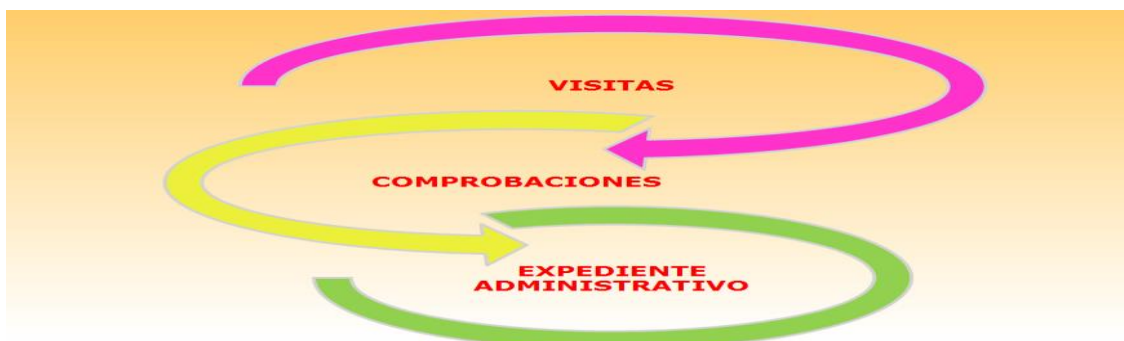 VISITAS
COMPROBACIONES
EXPEDIENTE
ADMINISTRATIVO